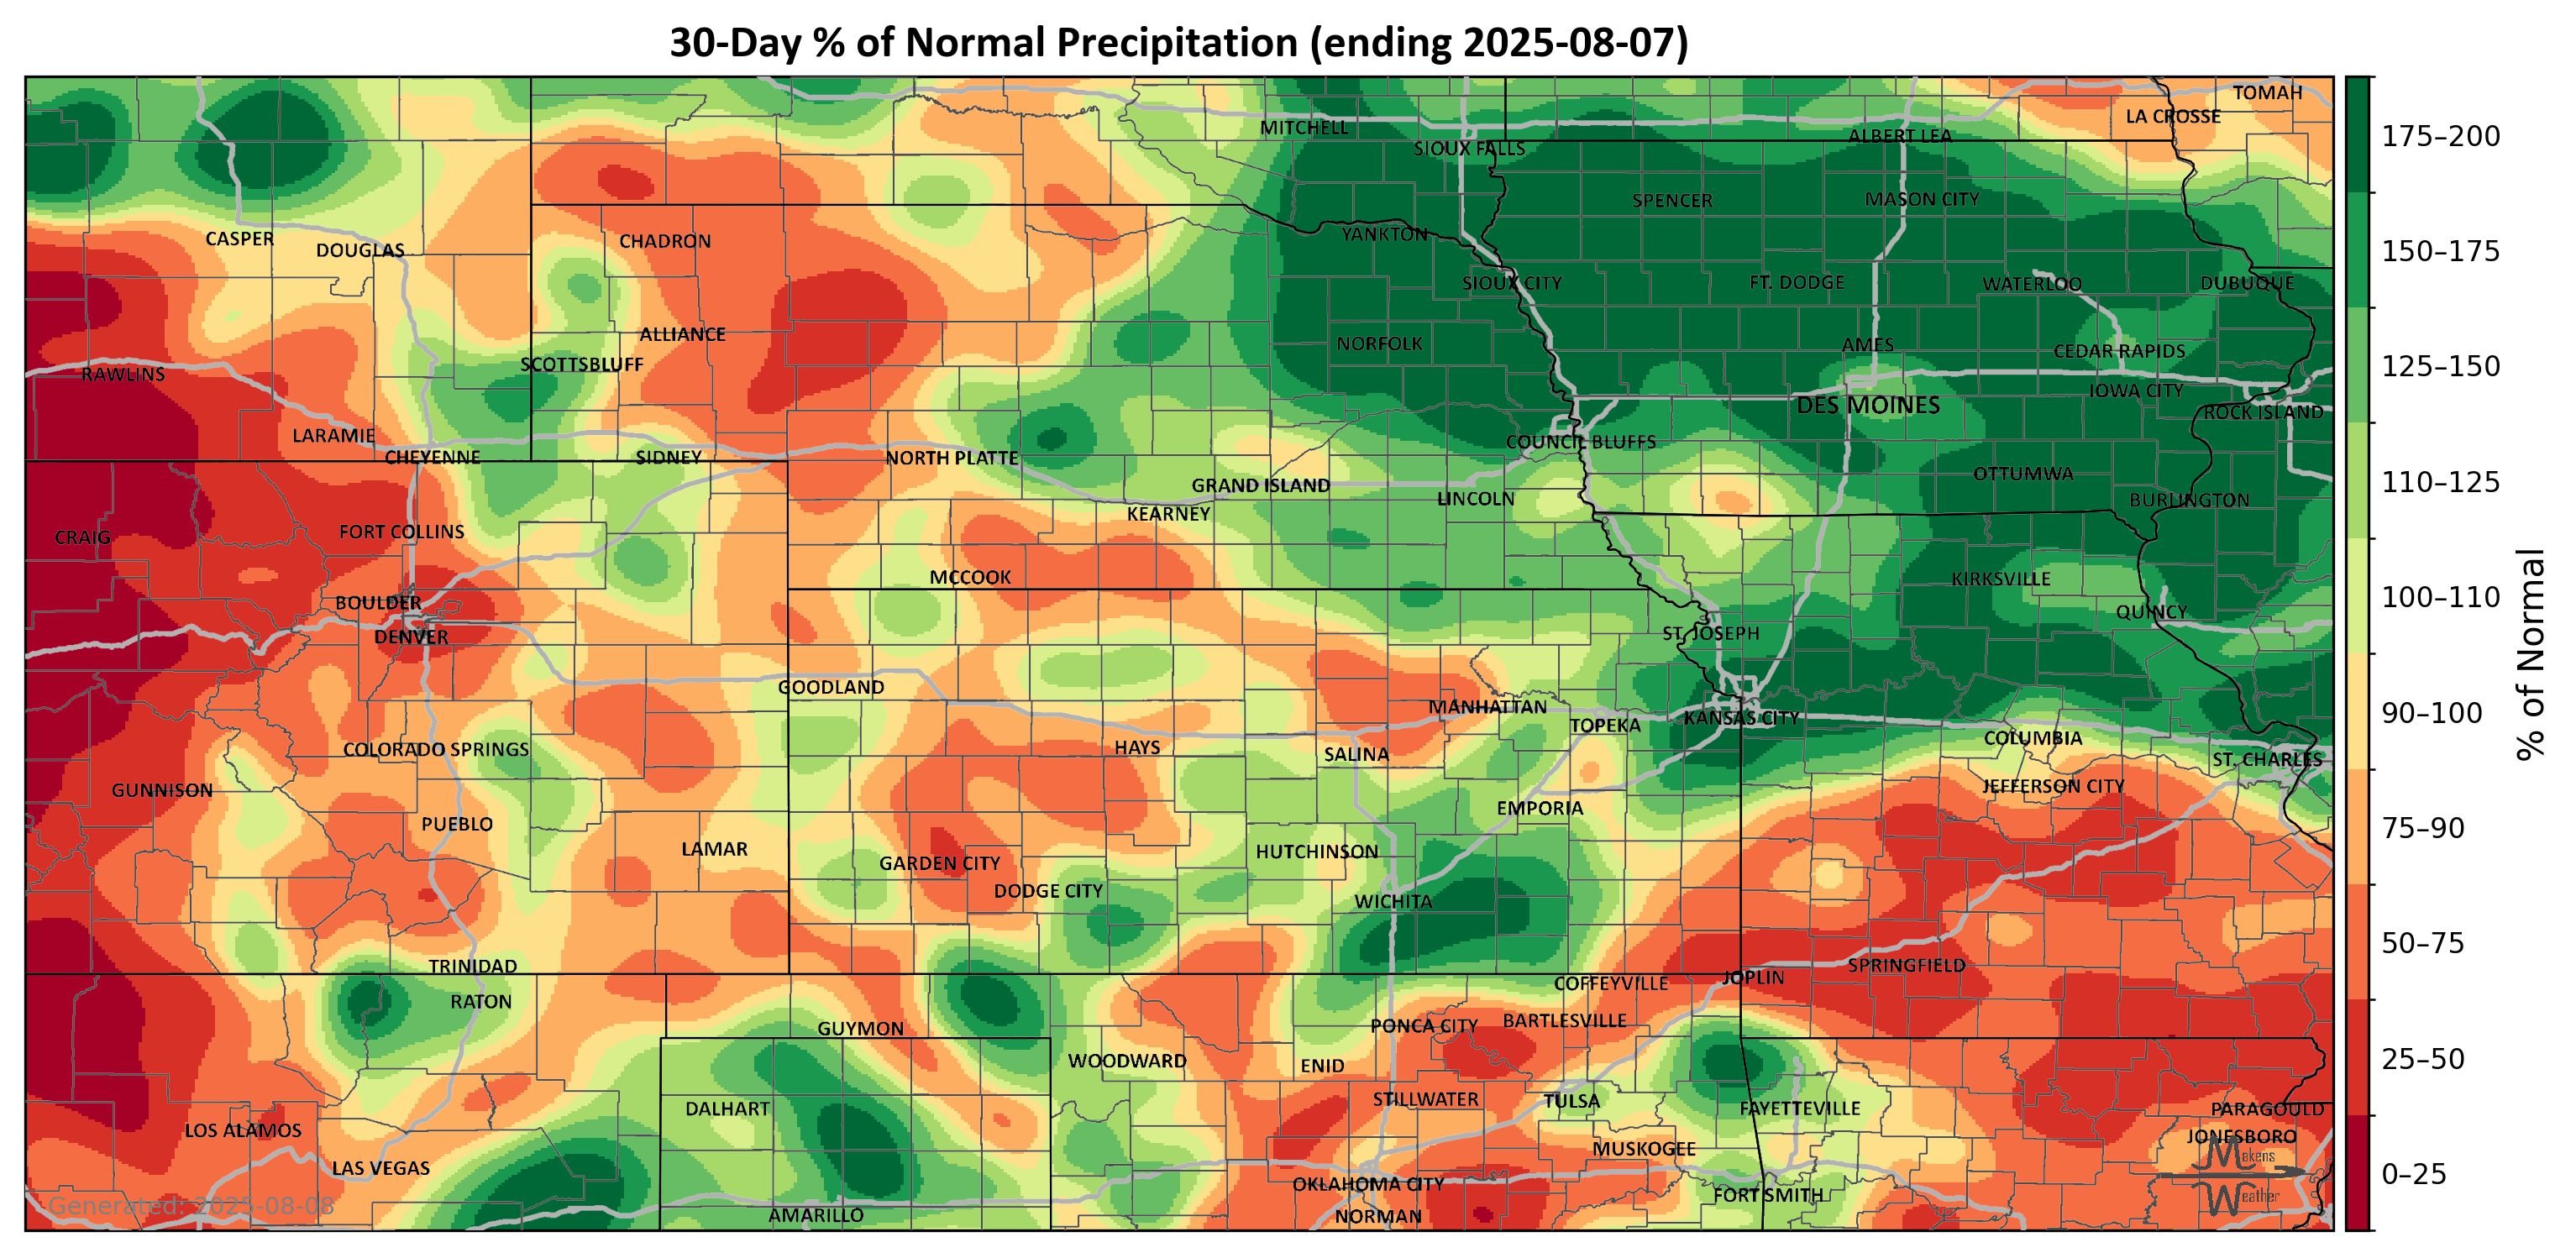 30-Day % of Normal Precipitation (ending 2025-08-07)
TOMAH
LA CROSSE
MITCHELL
ALBERT LEA
SIOUX FALLS
SPENCER
MASON CITY
CASPER
DOUGLAS
CHADRON
YANKTON
SIOUX CITY
FT. DODGE
WATERLOO
DUBUQUE
ALLIANCE
NORFOLK
AMES
CEDAR RAPIDS
SCOTTSBLUFF
RAWLINS
IOWA CITY
DES MOINES
ROCK ISLAND
LARAMIE
COUNCIL BLUFFS
CHEYENNE
SIDNEY
NORTH PLATTE
OTTUMWA
GRAND ISLAND
LINCOLN
BURLINGTON
KEARNEY
FORT COLLINS
CRAIG
MCCOOK
KIRKSVILLE
BOULDER
QUINCY
DENVER
ST. JOSEPH
GOODLAND
MANHATTAN
KANSAS CITY
TOPEKA
COLUMBIA
COLORADO SPRINGS
HAYS
SALINA
ST. CHARLES
GUNNISON
JEFFERSON CITY
EMPORIA
PUEBLO
LAMAR
HUTCHINSON
GARDEN CITY
DODGE CITY
WICHITA
TRINIDAD
SPRINGFIELD
JOPLIN
COFFEYVILLE
RATON
GUYMON
PONCA CITY
BARTLESVILLE
WOODWARD
ENID
STILLWATER
TULSA
DALHART
FAYETTEVILLE
PARAGOULD
LOS ALAMOS
JONESBORO
MUSKOGEE
Makens
LAS VEGAS
OKLAHOMA CITY
FORT SMITH
Weather
Generated: 2025-08-08
AMARILLO
NORMAN
175–200
150–175
125–150
110–125
100–110
90–100
75–90
50–75
25–50
0–25
% of Normal